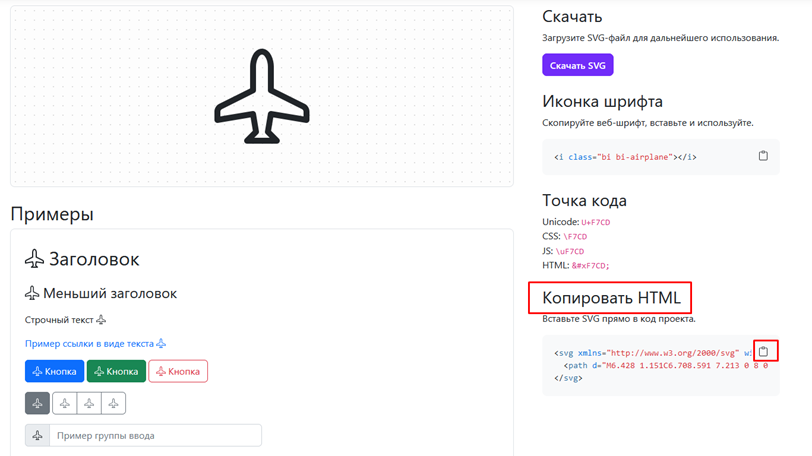 Скачать
Загрузите SVG-файл для дальнейшего использования.
Скачать SVG
Иконка шрифта
Скопируйте веб-шрифт, вставьте и используйте.
<i class="bi bi-airplane"></i>
Точка кода
Unicode: U+F7CD
CSS: \F7CD
JS: \uF7CD
HTML: &#xF7CD;
Копировать HTML
Вставьте SVG прямо в код проекта.
<svg xmlns="http://www.w3.org/2000/svg" wi
<path d="M6.428 1.151C6.708.591 7.213 0 8 0
</svg>
Примеры
Заголовок
Меньший заголовок
Строчный текст
Пример ссылки в виде текста
Кнопка Кнопка Кнопка
Пример группы ввода